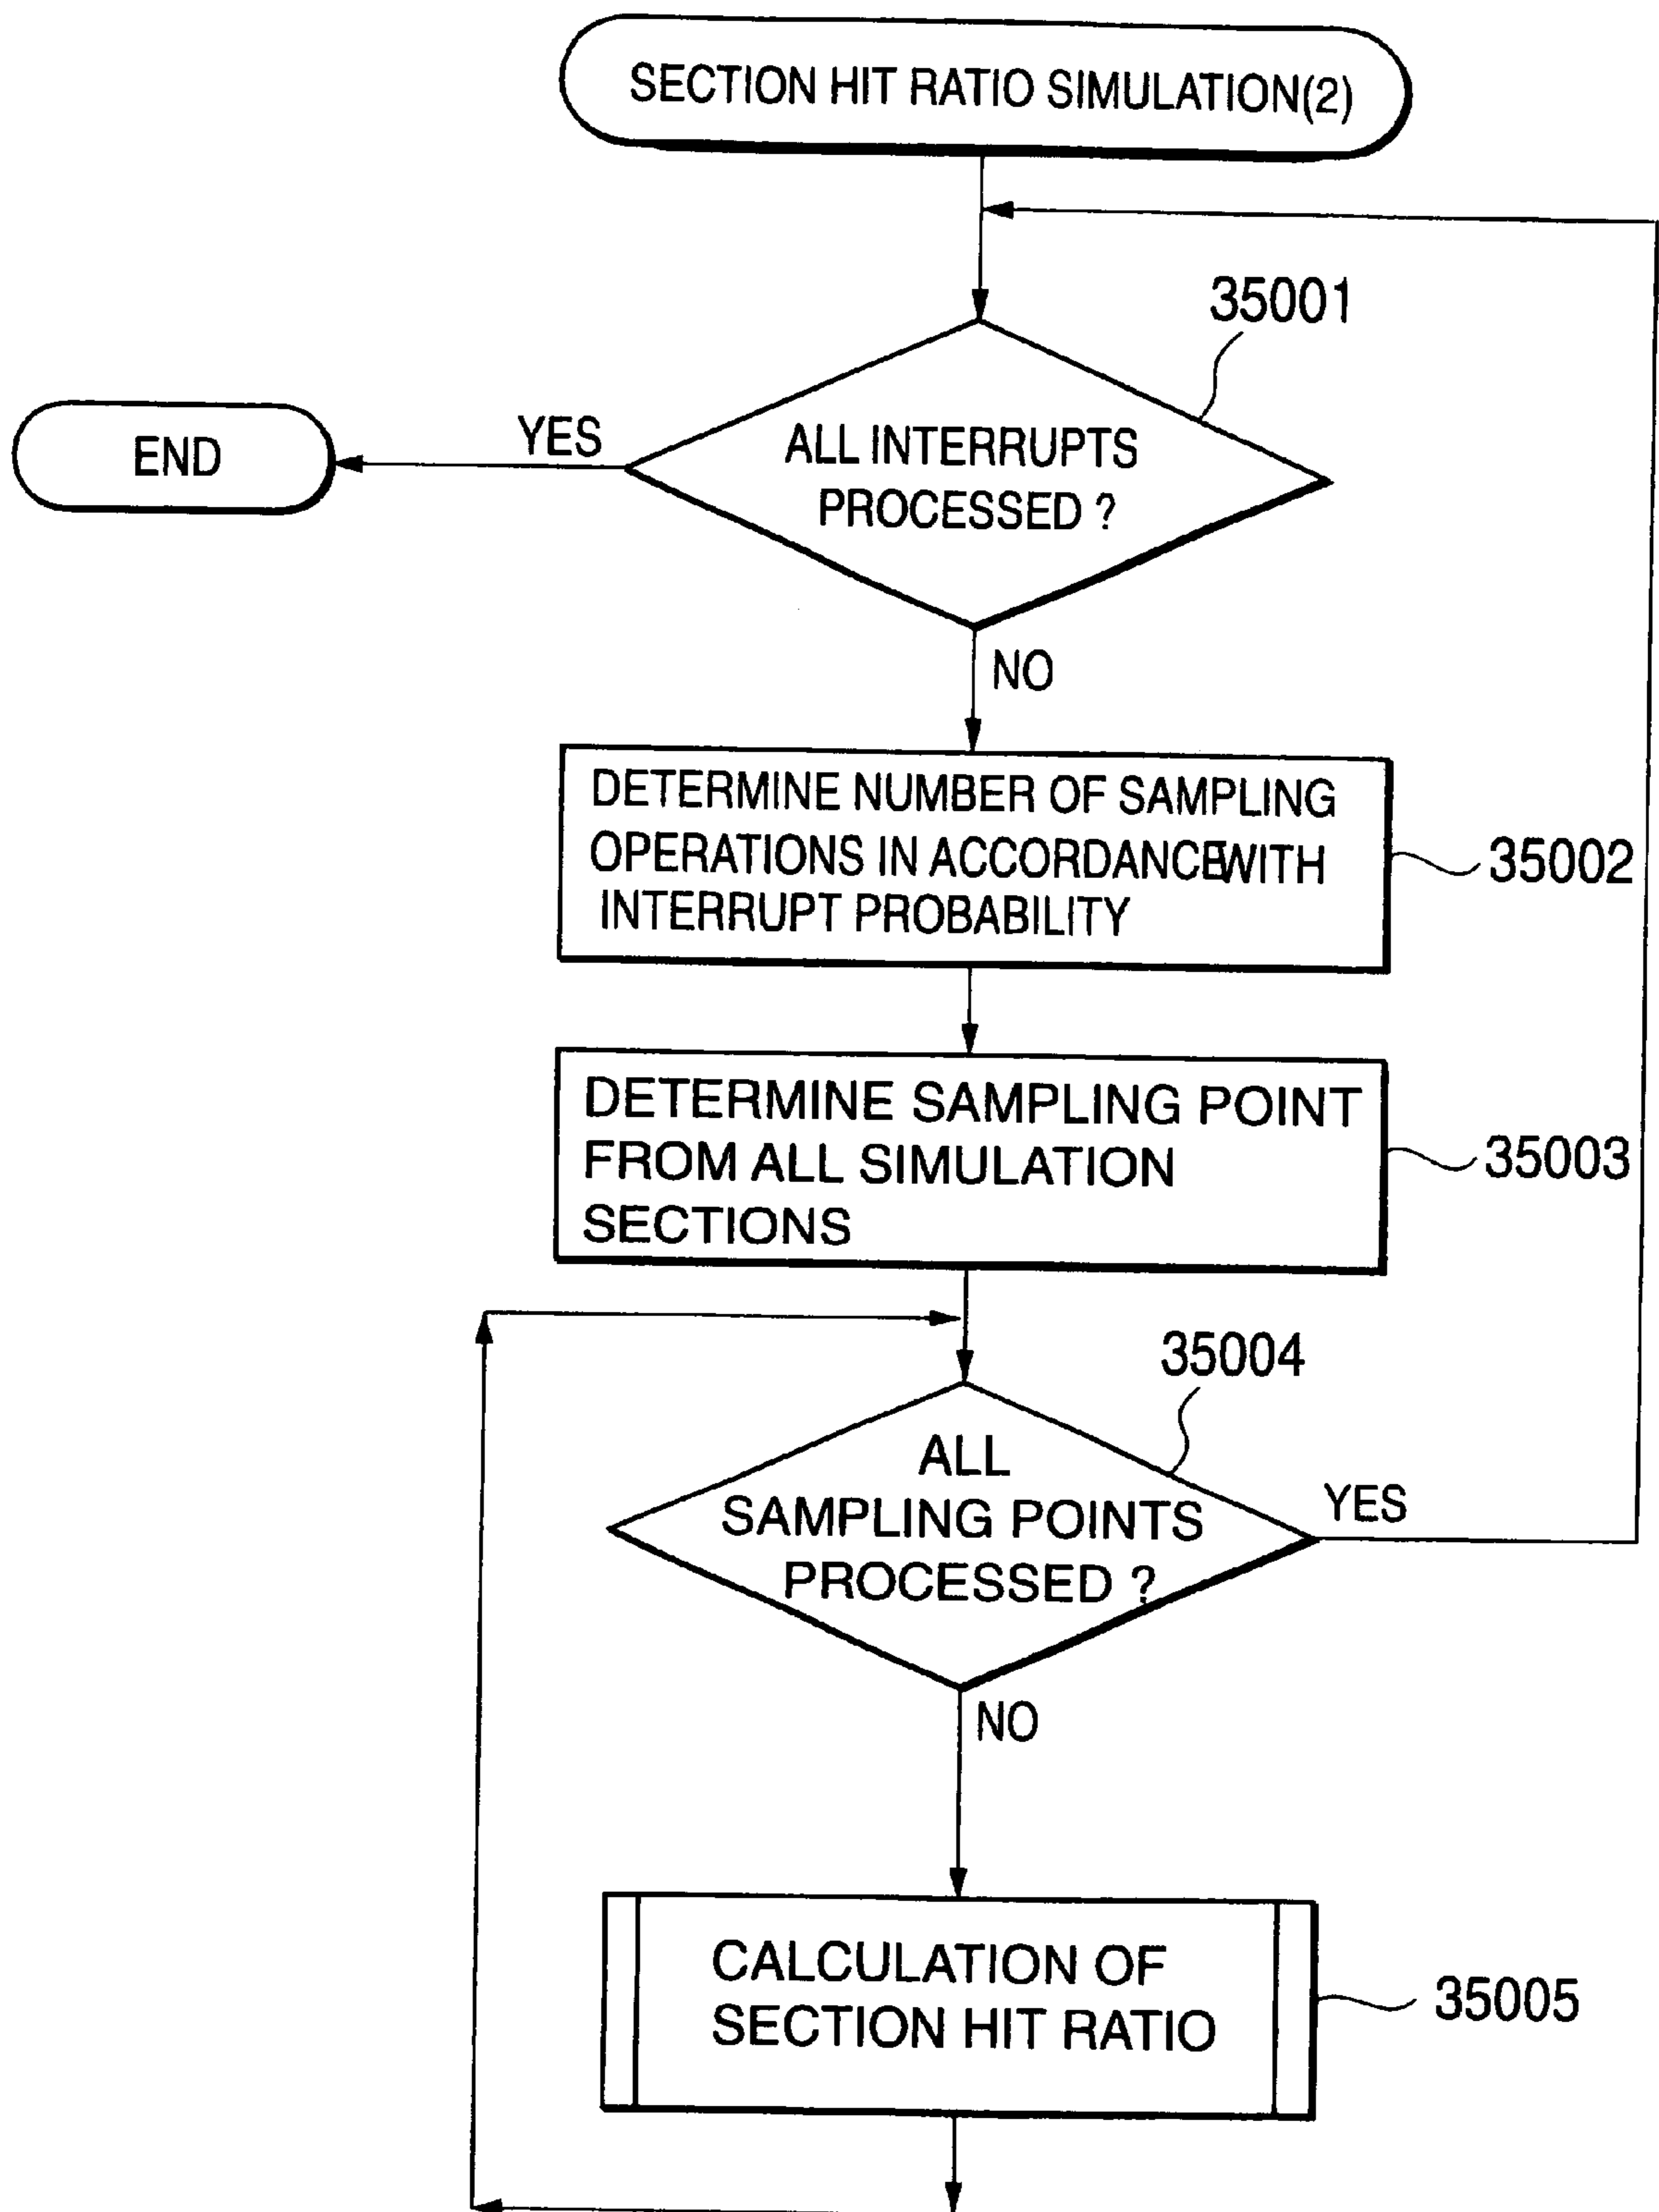 SECTION HIT RATIO SIMULATION(2)
35001
YES
END
ALL INTERRUPTS
PROCESSED ?
NO
DETERMINE NUMBER OF SAMPLING
OPERATIONS IN ACCORDANCE WITH
INTERRUPT PROBABILITY
35002
DETERMINE SAMPLING POINT
FROM ALL SIMULATION
SECTIONS
35003
35004
ALL
SAMPLING POINTS
PROCESSED ?
YES
NO
CALCULATION OF
SECTION HIT RATIO
35005